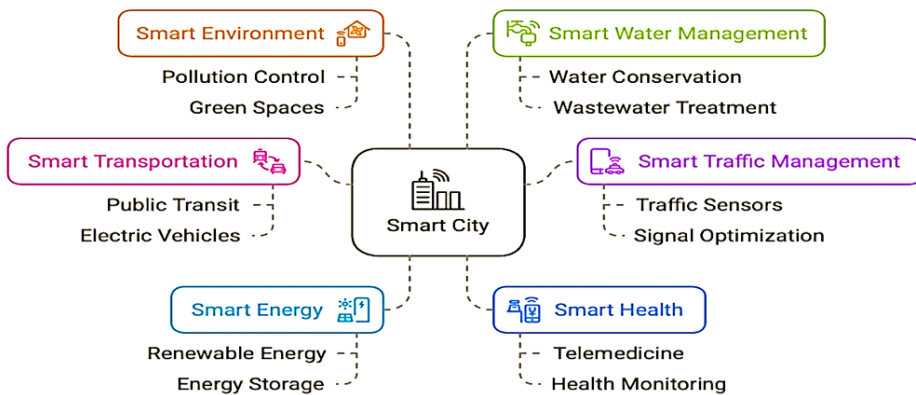 Smart Environment
Pollution Control
Green Spaces
Smart Water Management
Water Conservation
Wastewater Treatment
Smart Transportation
Public Transit
Electric Vehicles
Smart City
Smart Traffic Management
Traffic Sensors
Signal Optimization
Smart Energy
Renewable Energy
Energy Storage
Smart Health
Telemedicine
Health Monitoring